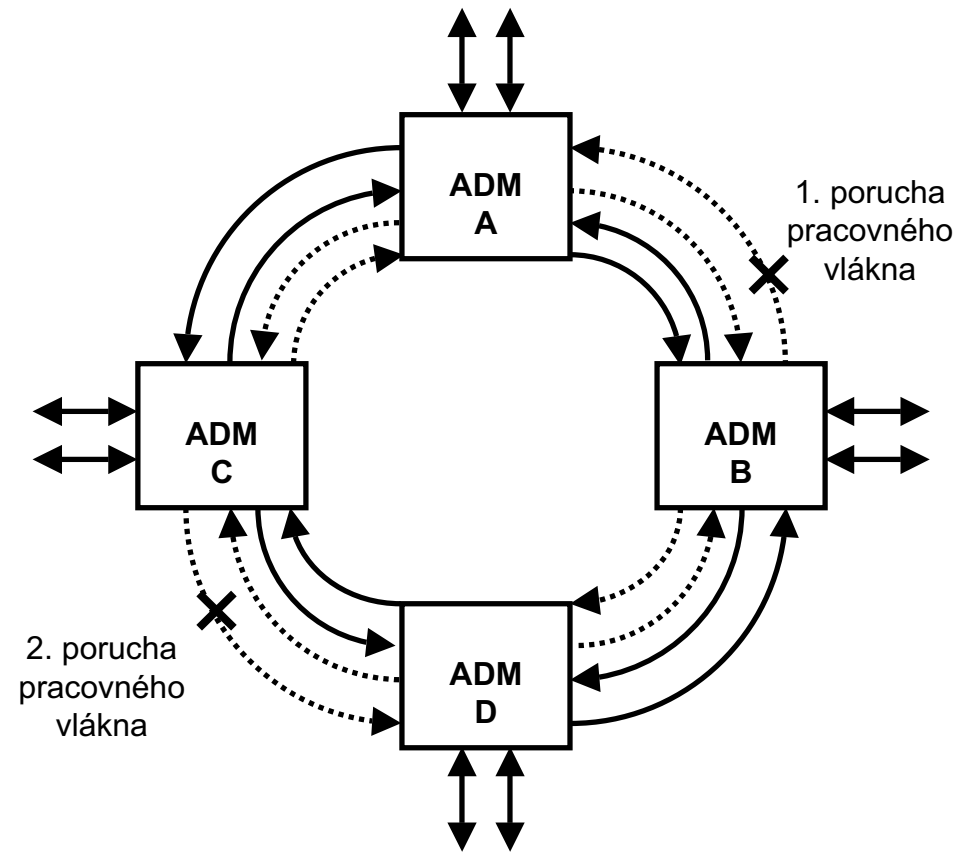 ADM
A
1. porucha
pracovného
vlákna
ADM
C
ADM
B
2. porucha
pracovného
vlákna
ADM
D